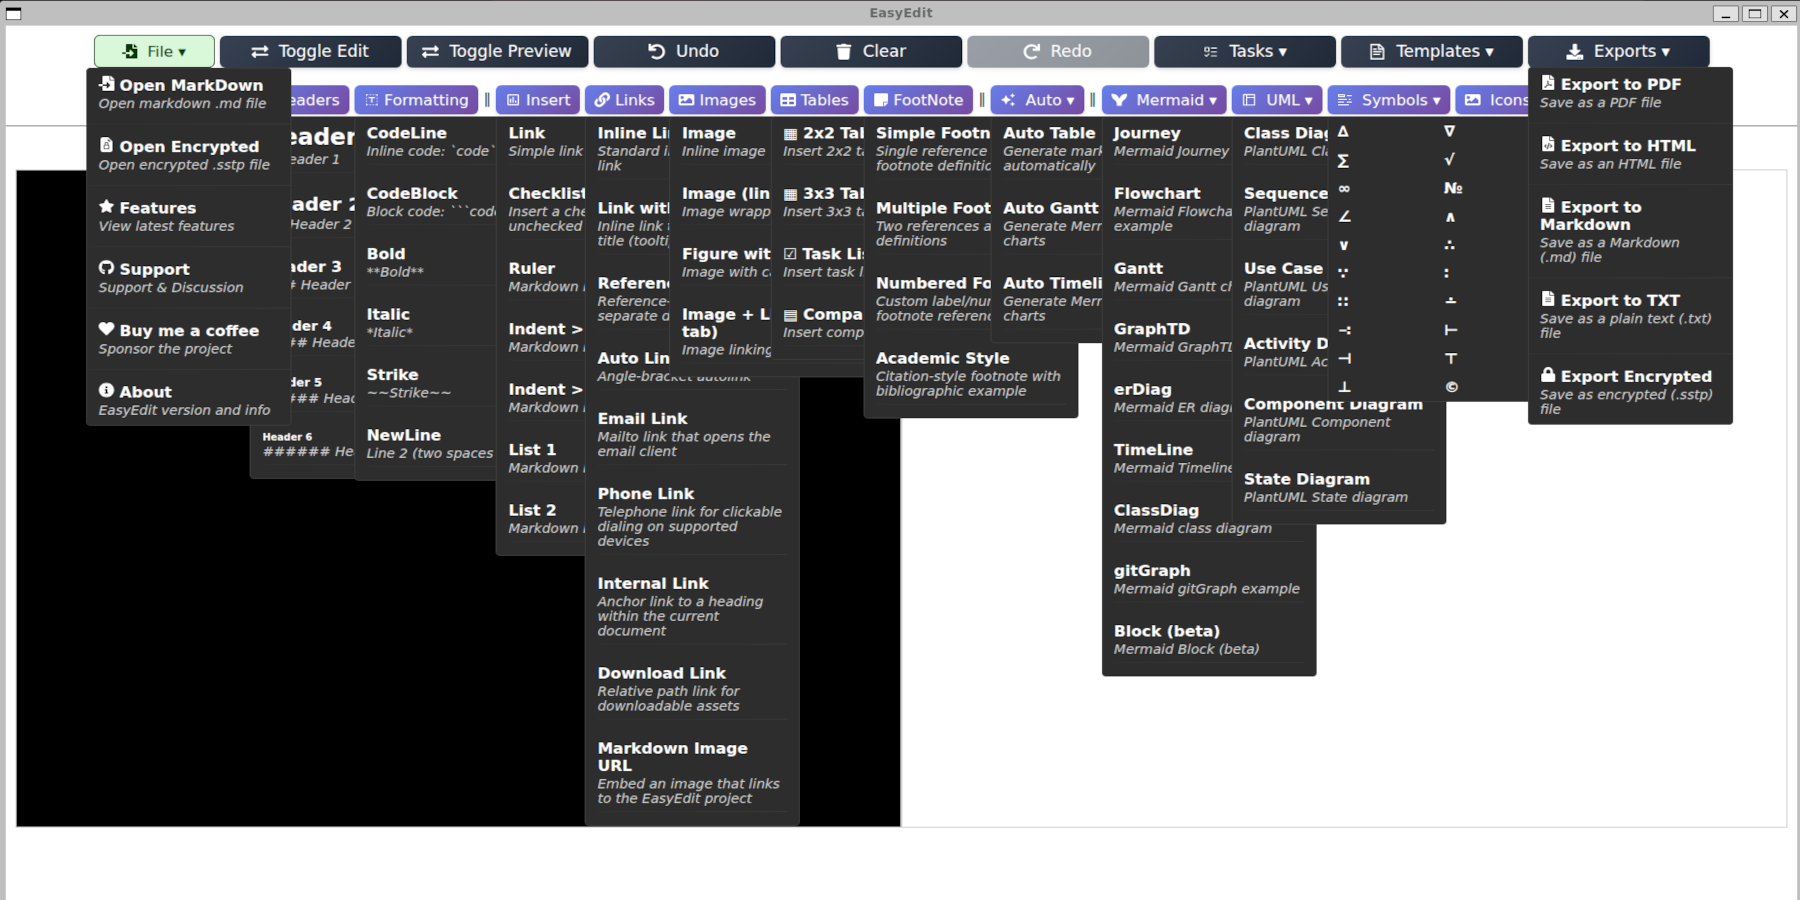 EasyEdit
File ▾
Toggle Edit
Toggle Preview
Undo
Clear
Redo
Tasks ▾
Templates ▾
Exports ▾
eaders
Formatting
||
Insert
Links
Images
Tables
FootNote
||
Auto ▾
||
Mermaid ▾
UML ▾
Symbols ▾
Icons
Open MarkDown
Open markdown .md file
Open Encrypted
Open encrypted .sstp file
Features
View latest features
Support
Support & Discussion
Buy me a coffee
Sponsor the project
About
EasyEdit version and info
eader
eader 1
ader 2
Header 2
ader 3
# Header
der 4
## Heade
der 5
### Head
Header 6
###### He
CodeLine
Inline code: `code`
CodeBlock
Block code: ```cod
Bold
**Bold**
Italic
*Italic*
Strike
~~Strike~~
NewLine
Line 2 (two spaces
Link
Simple link
Checklist
Insert a che
unchecked
Ruler
Markdown
Indent >
Markdown
Indent >
Markdown
List 1
Markdown
List 2
Markdown
Inline Li
Standard i
link
Link with
Inline link
title (toolti
Referen
Reference-
separate d
Auto Lin
Angle-bracket autolink
Email Link
Mailto link that opens the
email client
Phone Link
Telephone link for clickable
dialing on supported
devices
Internal Link
Anchor link to a heading
within the current
document
Download Link
Relative path link for
downloadable assets
Markdown Image
URL
Embed an image that links
to the EasyEdit project
Image
Inline image
Image (lin
Image wrapp
Figure wit
Image with c
Image + L
tab)
Image linking
▦ 2x2 Tab
Insert 2x2 ta
▦ 3x3 Tab
Insert 3x3 ta
☑ Task Lis
Insert task l
▤ Compa
Insert comp
Simple Footn
Single reference
footnote definitio
Multiple Foot
Two references a
definitions
Numbered Fo
Custom label/nur
footnote referenc
Academic Style
Citation-style footnote with
bibliographic example
Auto Table
Generate mark
automatically
Auto Gantt
Generate Merr
charts
Auto Timeli
Generate Merr
charts
Journey
Mermaid Journey
Flowchart
Mermaid Flowcha
example
Gantt
Mermaid Gantt ch
GraphTD
Mermaid GraphTD
erDiag
Mermaid ER diagr
TimeLine
Mermaid Timeline
ClassDiag
Mermaid class diagram
gitGraph
Mermaid gitGraph example
Block (beta)
Mermaid Block (beta)
Class Diag
PlantUML Cla
Sequence
PlantUML Se
diagram
Use Case
PlantUML Us
diagram
Activity D
PlantUML Ac
Component Diagram
PlantUML Component
diagram
State Diagram
PlantUML State diagram
∆ ∇
∑ √
∞ №
∠ ∧
∨ ∴
∵ ∶
∷ ∸
∹ ⊢
⊣ ⊤
⊥ ©
Export to PDF
Save as a PDF file
Export to HTML
Save as an HTML file
Export to
Markdown
Save as a Markdown
(.md) file
Export to TXT
Save as a plain text (.txt)
file
Export Encrypted
Save as encrypted (.sstp)
file